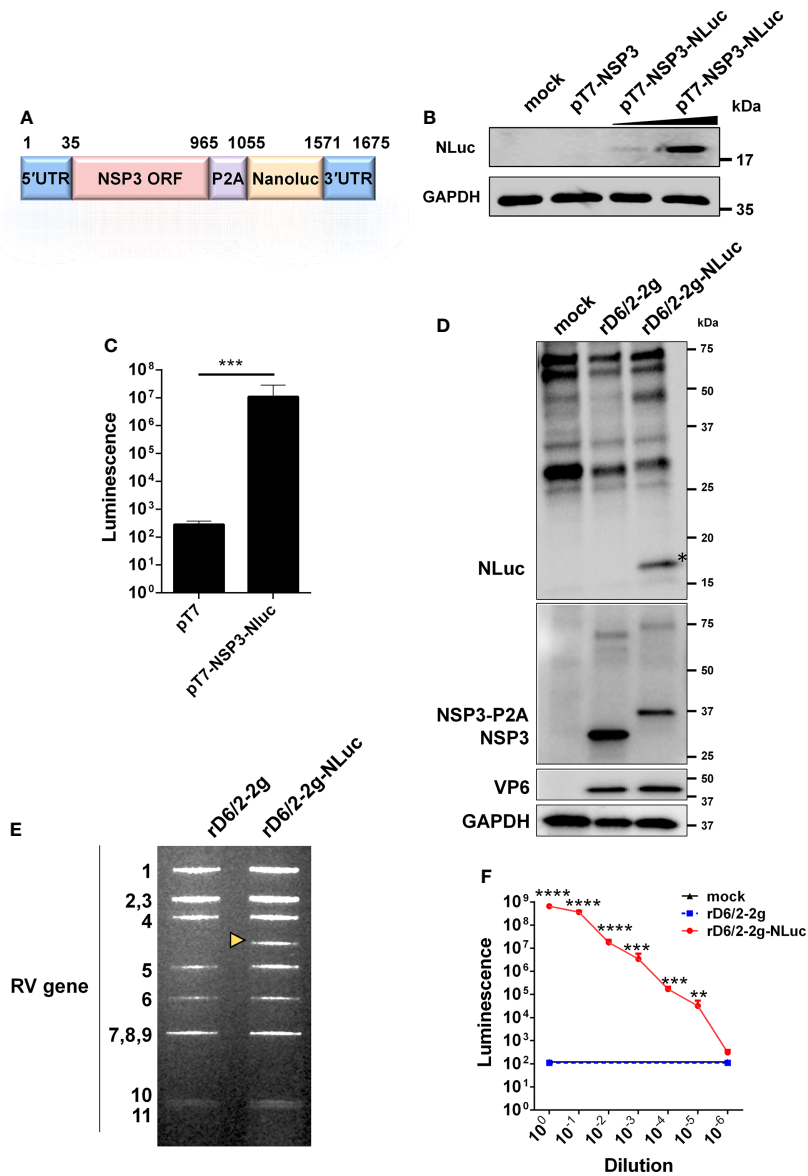 A
1 35 965 1055 1571 1675
5′UTR NSP3 ORF P2A Nanoluc 3′UTR
B
mock pT7-NSP3 pT7-NSP3-NLuc pT7-NSP3-NLuc
kDa
NLuc
17
GAPDH
35
C
Luminescence
***
10⁸
10⁷
10⁶
10⁵
10⁴
10³
10²
10¹
10⁰
pT7 pT7-NSP3-Nluc
D
mock rD6/2-2g rD6/2-2g-NLuc
kDa
75
50
37
25
20
NLuc *
15
75
50
NSP3-P2A 37
NSP3
25
VP6 50
37
GAPDH 37
E
rD6/2-2g rD6/2-2g-NLuc
RV gene
1
2,3
4
5
6
7,8,9
10
11
F
Luminescence
10⁹
10⁸
10⁷
10⁶
10⁵
10⁴
10³
10²
10¹
10⁰
**** **** **** *** *** **
mock
rD6/2-2g
rD6/2-2g-NLuc
10⁰ 10⁻¹ 10⁻² 10⁻³ 10⁻⁴ 10⁻⁵ 10⁻⁶
Dilution